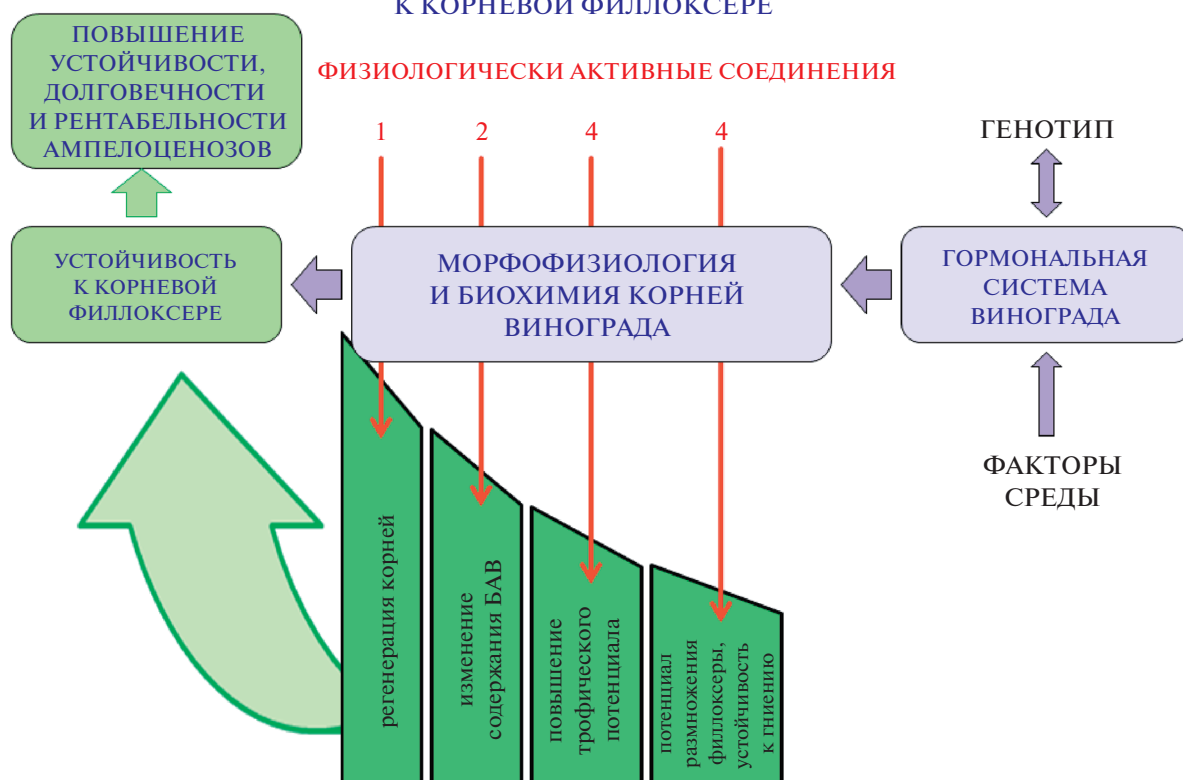 К КОРНЕВОЙ ФИЛЛОКСЕРЕ
ПОВЫШЕНИЕ
УСТОЙЧИВОСТИ,
ДОЛГОВЕЧНОСТИ
И РЕНТАБЕЛЬНОСТИ
АМПЕЛОЦЕНОЗОВ
ФИЗИОЛОГИЧЕСКИ АКТИВНЫЕ СОЕДИНЕНИЯ
1 2 4 4
ГЕНОТИП
УСТОЙЧИВОСТЬ
К КОРНЕВОЙ
ФИЛЛОКСЕРЕ
МОРФОФИЗИОЛОГИЯ
И БИОХИМИЯ КОРНЕЙ
ВИНОГРАДА
ГОРМОНАЛЬНАЯ
СИСТЕМА
ВИНОГРАДА
ФАКТОРЫ
СРЕДЫ
регенерация корней
изменение
содержания БАВ
повышение
трофического
потенциала
потенциал
размножения
филлоксеры,
устойчивость
к гниению